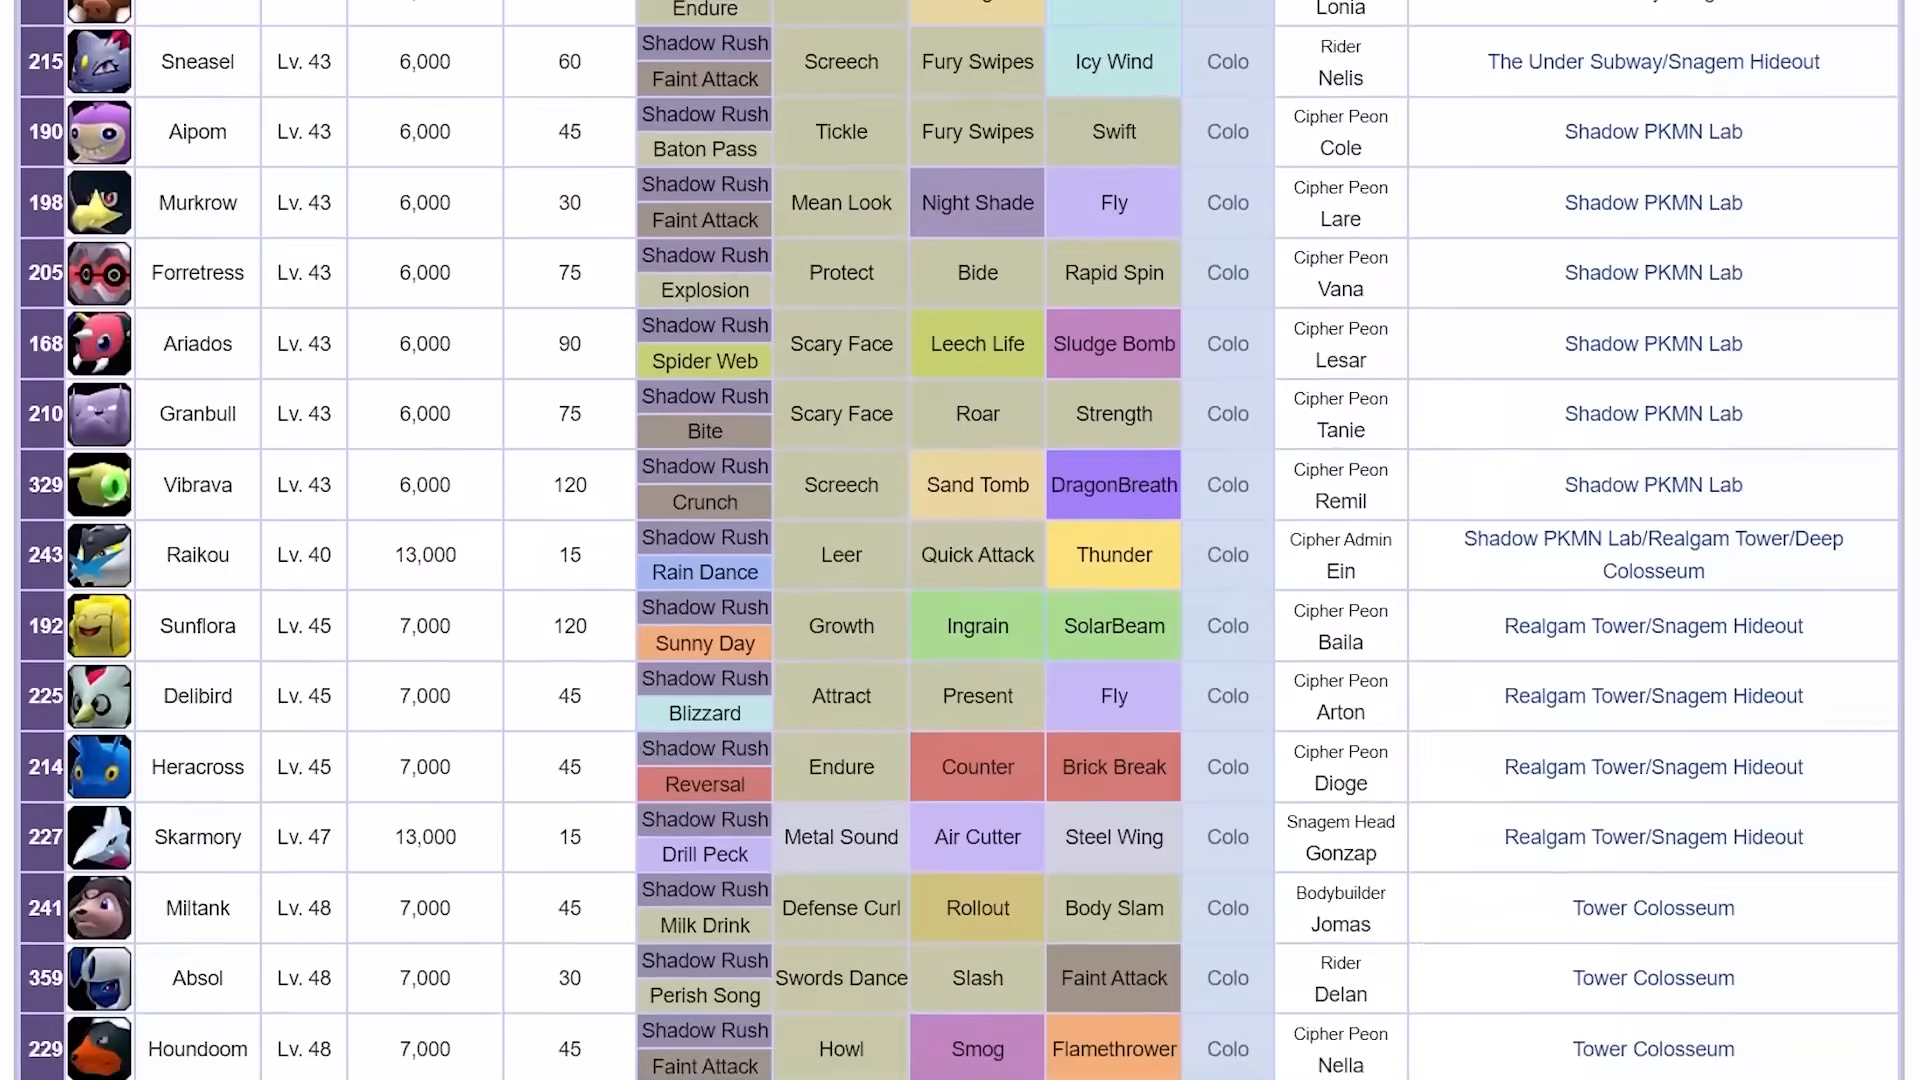 Endure
Lonia
215 Sneasel Lv. 43 6,000 60 Shadow Rush Screech Fury Swipes Icy Wind Colo Rider The Under Subway/Snagem Hideout
Faint Attack Nelis
190 Aipom Lv. 43 6,000 45 Shadow Rush Tickle Fury Swipes Swift Colo Cipher Peon Shadow PKMN Lab
Baton Pass Cole
198 Murkrow Lv. 43 6,000 30 Shadow Rush Mean Look Night Shade Fly Colo Cipher Peon Shadow PKMN Lab
Faint Attack Lare
205 Forretress Lv. 43 6,000 75 Shadow Rush Protect Bide Rapid Spin Colo Cipher Peon Shadow PKMN Lab
Explosion Vana
168 Ariados Lv. 43 6,000 90 Shadow Rush Scary Face Leech Life Sludge Bomb Colo Cipher Peon Shadow PKMN Lab
Spider Web Lesar
210 Granbull Lv. 43 6,000 75 Shadow Rush Scary Face Roar Strength Colo Cipher Peon Shadow PKMN Lab
Bite Tanie
329 Vibrava Lv. 43 6,000 120 Shadow Rush Screech Sand Tomb DragonBreath Colo Cipher Peon Shadow PKMN Lab
Crunch Remil
243 Raikou Lv. 40 13,000 15 Shadow Rush Leer Quick Attack Thunder Colo Cipher Admin Shadow PKMN Lab/Realgam Tower/Deep
Rain Dance Ein Colosseum
192 Sunflora Lv. 45 7,000 120 Shadow Rush Growth Ingrain SolarBeam Colo Cipher Peon Realgam Tower/Snagem Hideout
Sunny Day Baila
225 Delibird Lv. 45 7,000 45 Shadow Rush Attract Present Fly Colo Cipher Peon Realgam Tower/Snagem Hideout
Blizzard Arton
214 Heracross Lv. 45 7,000 45 Shadow Rush Endure Counter Brick Break Colo Cipher Peon Realgam Tower/Snagem Hideout
Reversal Dioge
227 Skarmory Lv. 47 13,000 15 Shadow Rush Metal Sound Air Cutter Steel Wing Colo Snagem Head Realgam Tower/Snagem Hideout
Drill Peck Gonzap
241 Miltank Lv. 48 7,000 45 Shadow Rush Defense Curl Rollout Body Slam Colo Bodybuilder Tower Colosseum
Milk Drink Jomas
359 Absol Lv. 48 7,000 30 Shadow Rush Swords Dance Slash Faint Attack Colo Rider Tower Colosseum
Perish Song Delan
229 Houndoom Lv. 48 7,000 45 Shadow Rush Howl Smog Flamethrower Colo Cipher Peon Tower Colosseum
Faint Attack Nella